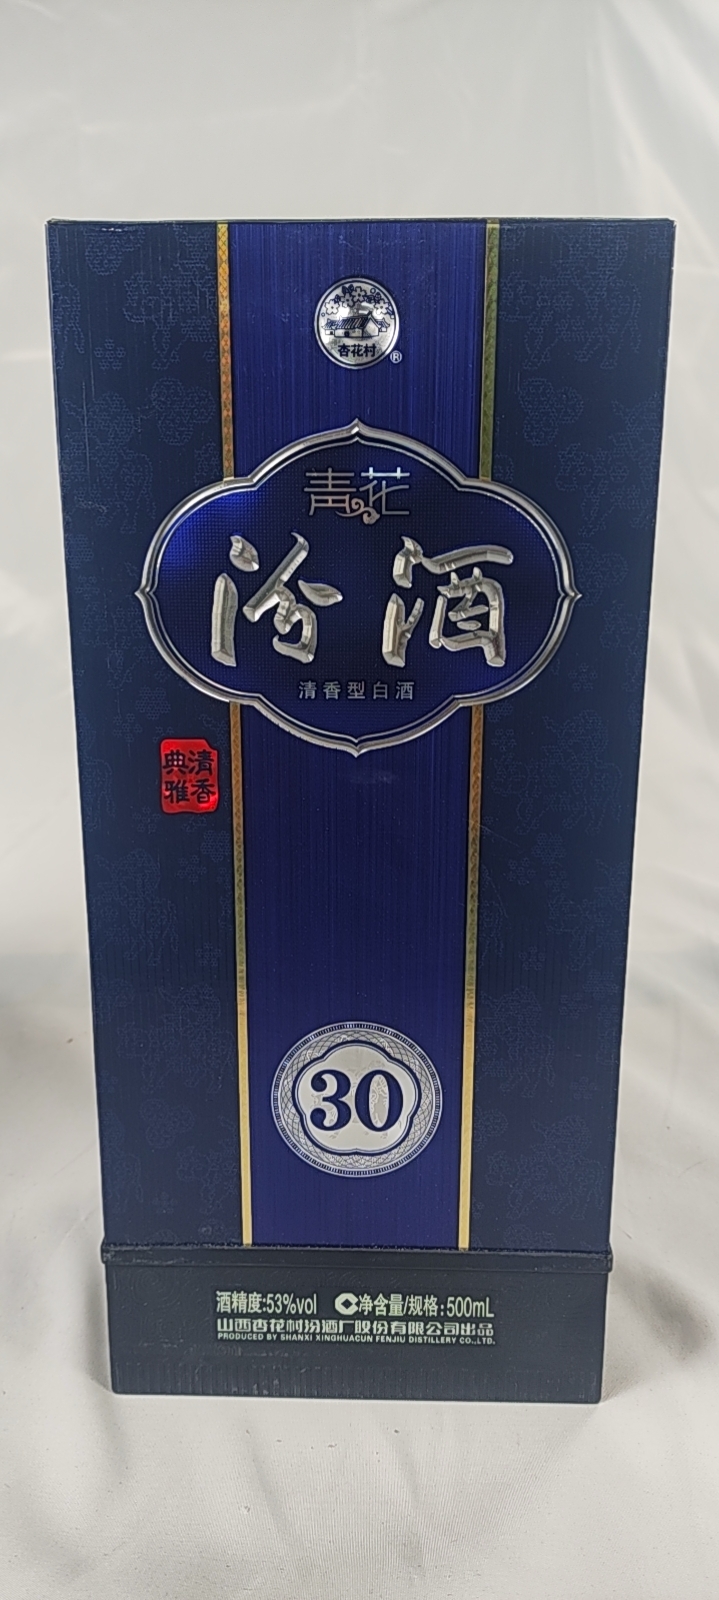 杏花村
®
青花
汾酒
清香型白酒
清香
典雅
30
酒精度:53%vol 净含量/规格:500mL
山西杏花村汾酒厂股份有限公司出品
PRODUCED BY SHANXI XINGHUACUN FENJIU DISTILLERY CO.,LTD.